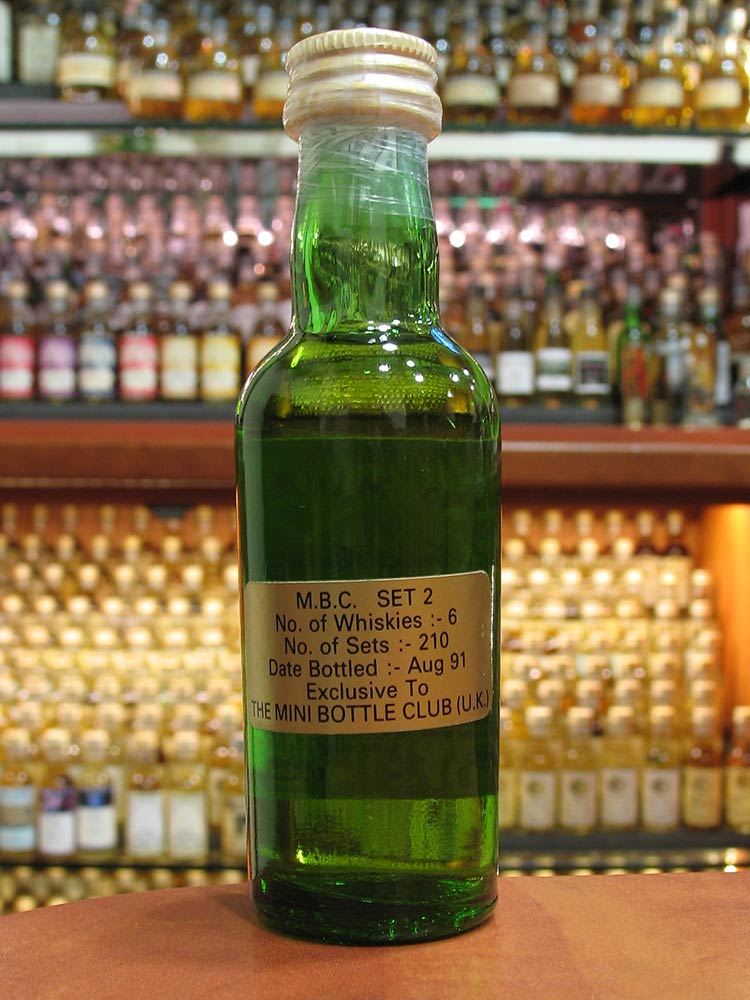 M.B.C. SET 2
No. of Whiskies :- 6
No. of Sets :- 210
Date Bottled :- Aug 91
Exclusive To
THE MINI BOTTLE CLUB (U.K.)